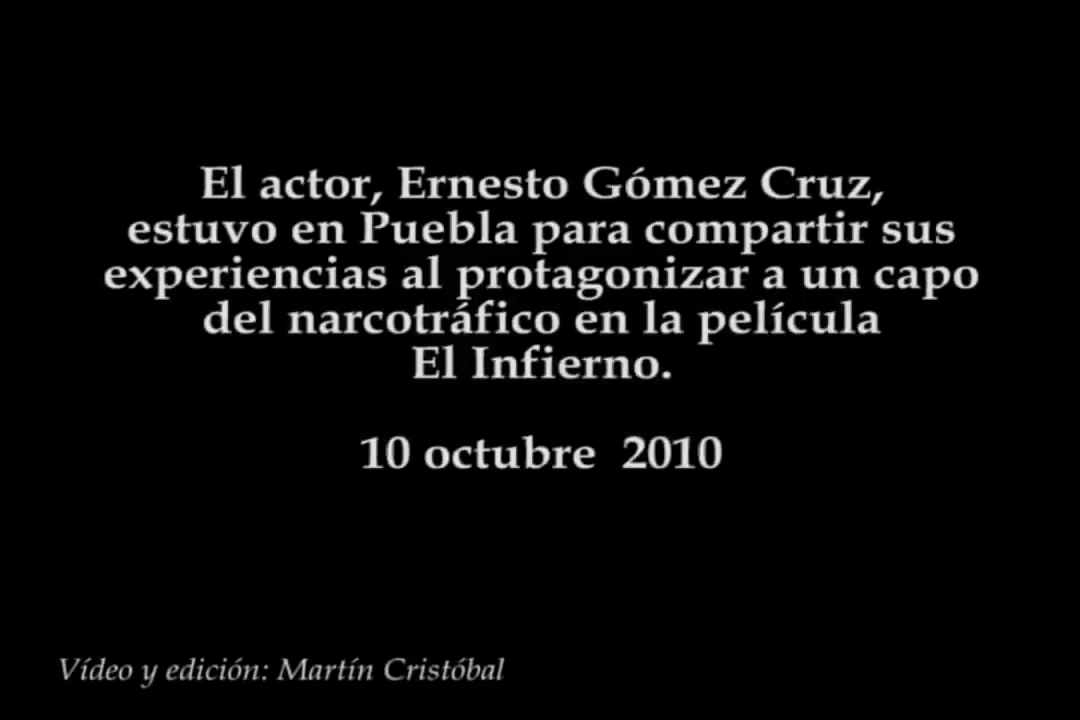 El actor, Ernesto Gómez Cruz,
estuvo en Puebla para compartir sus
experiencias al protagonizar a un capo
del narcotráfico en la película
El Infierno.
10 octubre  2010
Vídeo y edición: Martín Cristóbal